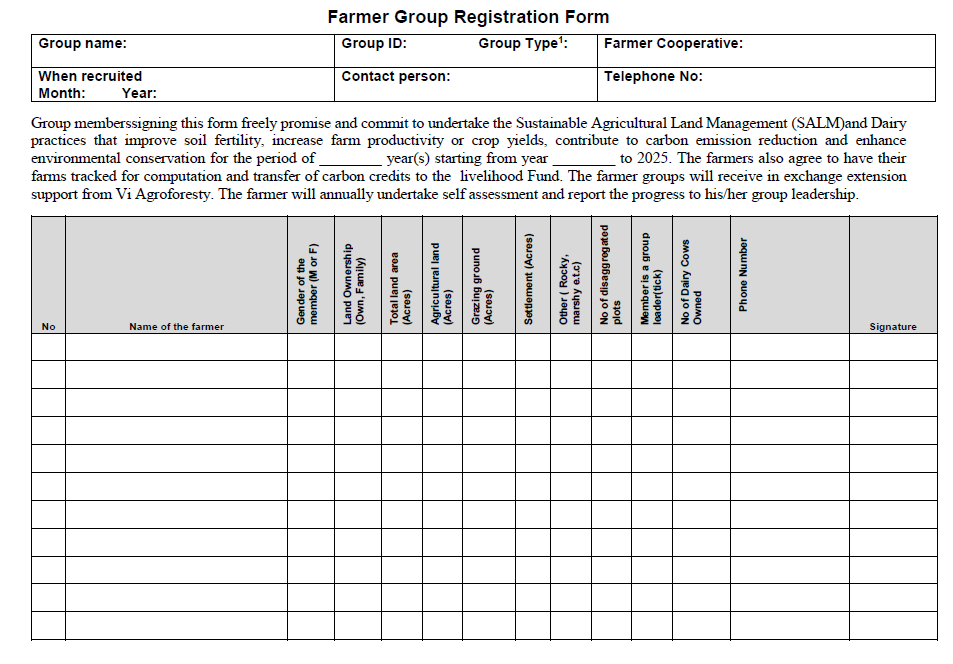 Farmer Group Registration Form
Group name:
Group ID: Group Type¹:
Farmer Cooperative:
When recruited
Month: Year:
Contact person:
Telephone No:
Group memberssigning this form freely promise and commit to undertake the Sustainable Agricultural Land Management (SALM)and Dairy
practices that improve soil fertility, increase farm productivity or crop yields, contribute to carbon emission reduction and enhance
environmental conservation for the period of ________ year(s) starting from year ________ to 2025. The farmers also agree to have their
farms tracked for computation and transfer of carbon credits to the livelihood Fund. The farmer groups will receive in exchange extension
support from Vi Agroforesty. The farmer will annually undertake self assessment and report the progress to his/her group leadership.
No
Name of the farmer
Gender of the
member (M or F)
Land Ownership
(Own, Family)
Total land area
(Acres)
Agricultural land
(Acres)
Grazing ground
(Acres)
Settlement (Acres)
Other ( Rocky,
marshy e.t.c)
No of disaggregated
plots
Member is a group
leader(tick)
No of Dairy Cows
Owned
Phone Number
Signature